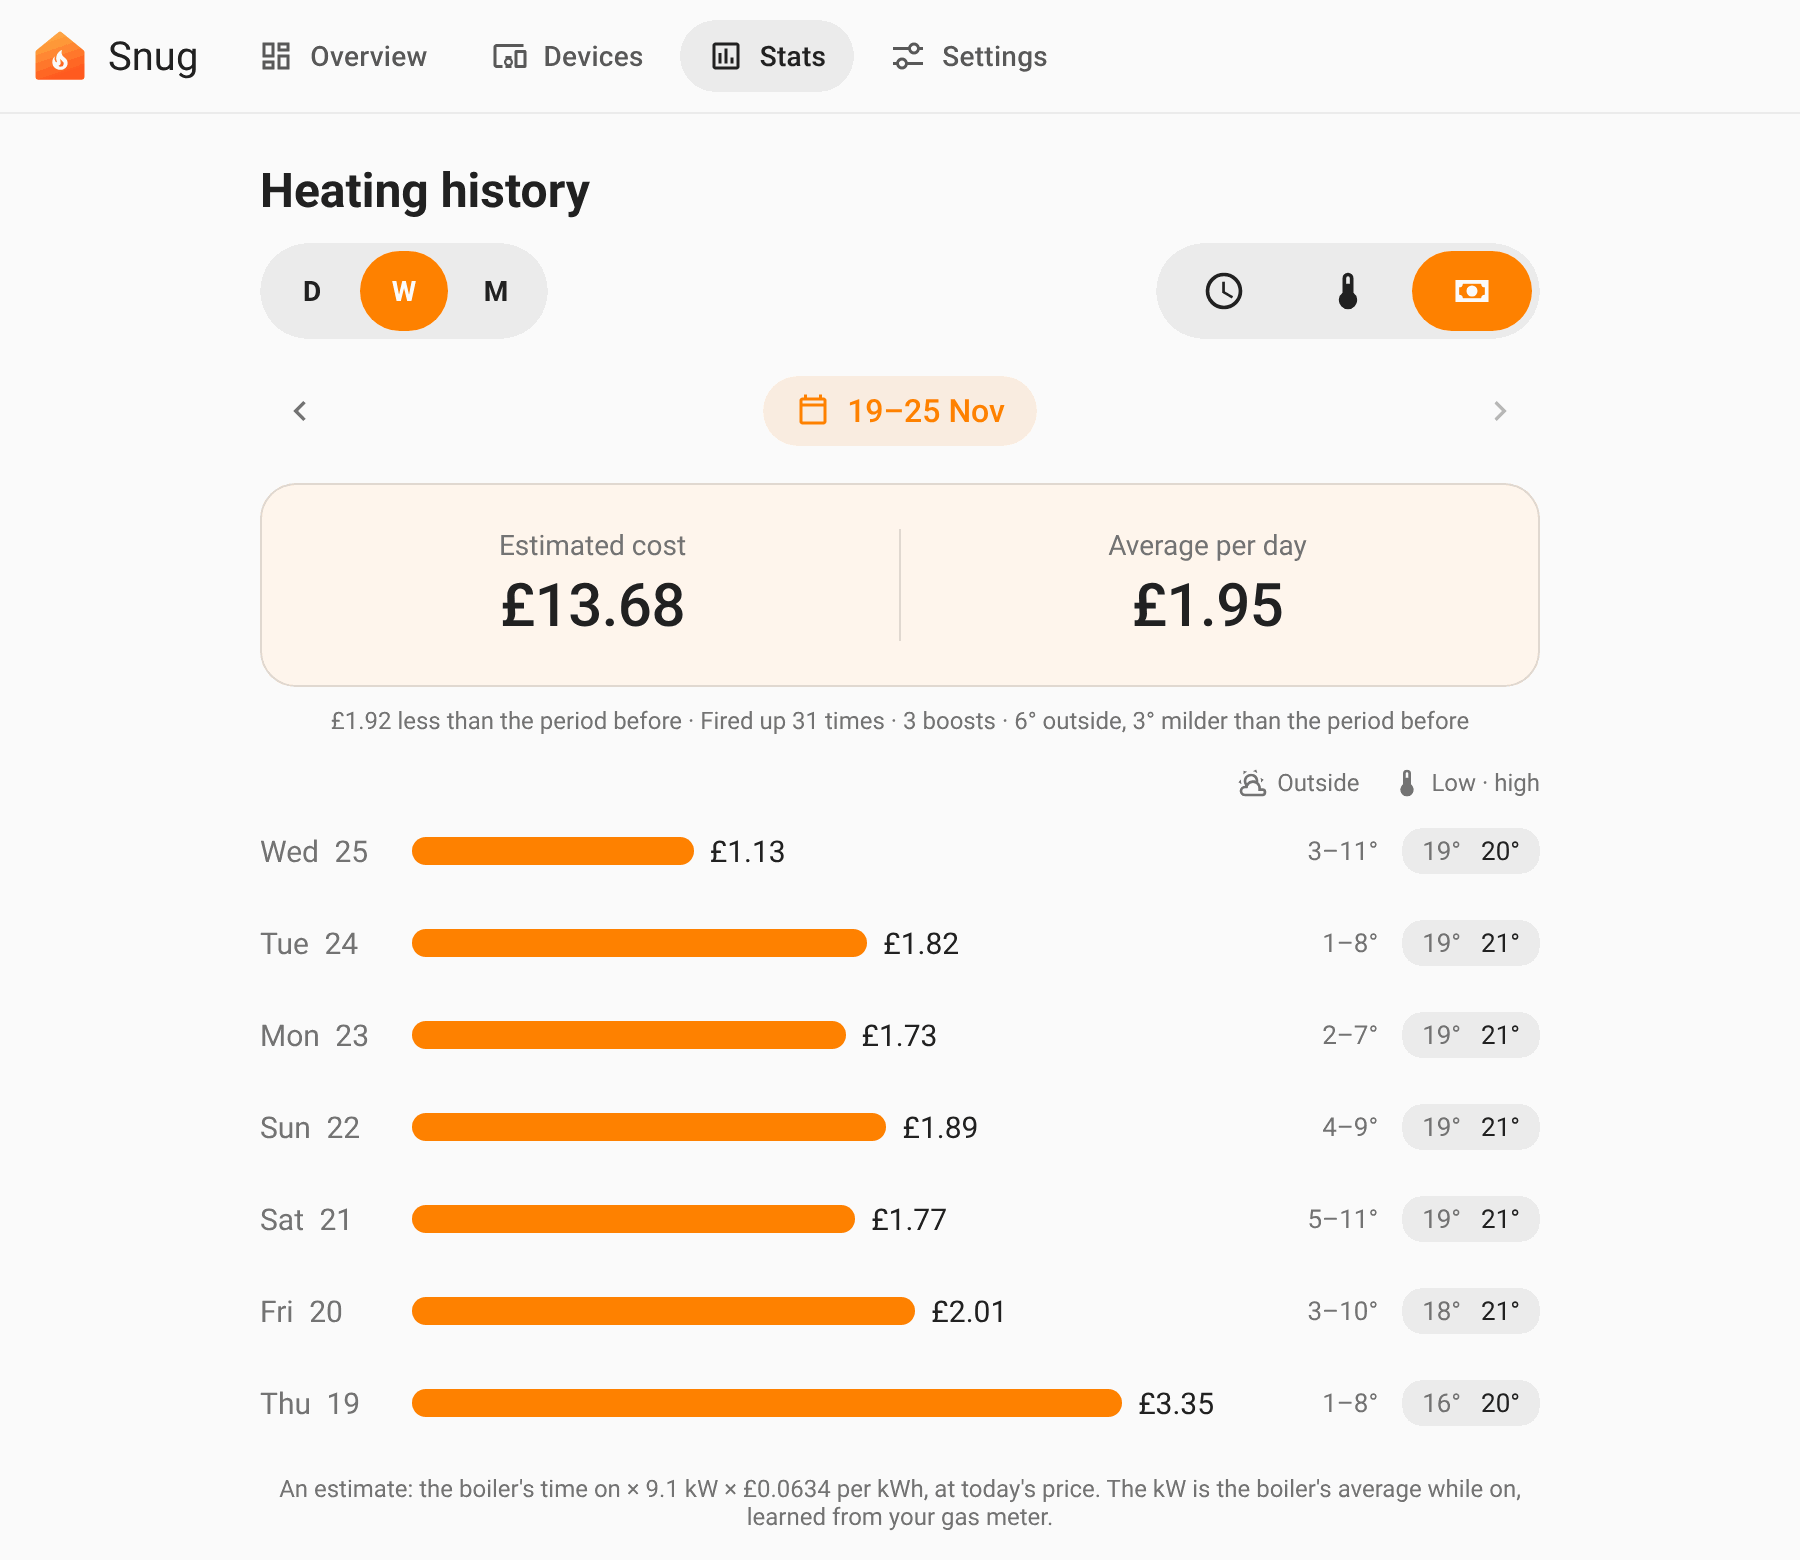 Snug Overview Devices Stats Settings
Heating history
D W M
19–25 Nov
Estimated cost Average per day
£13.68 £1.95
£1.92 less than the period before · Fired up 31 times · 3 boosts · 6° outside, 3° milder than the period before
Outside Low · high
Wed 25 £1.13 3–11° 19° 20°
Tue 24 £1.82 1–8° 19° 21°
Mon 23 £1.73 2–7° 19° 21°
Sun 22 £1.89 4–9° 19° 21°
Sat 21 £1.77 5–11° 19° 21°
Fri 20 £2.01 3–10° 18° 21°
Thu 19 £3.35 1–8° 16° 20°
An estimate: the boiler's time on × 9.1 kW × £0.0634 per kWh, at today's price. The kW is the boiler's average while on,
learned from your gas meter.